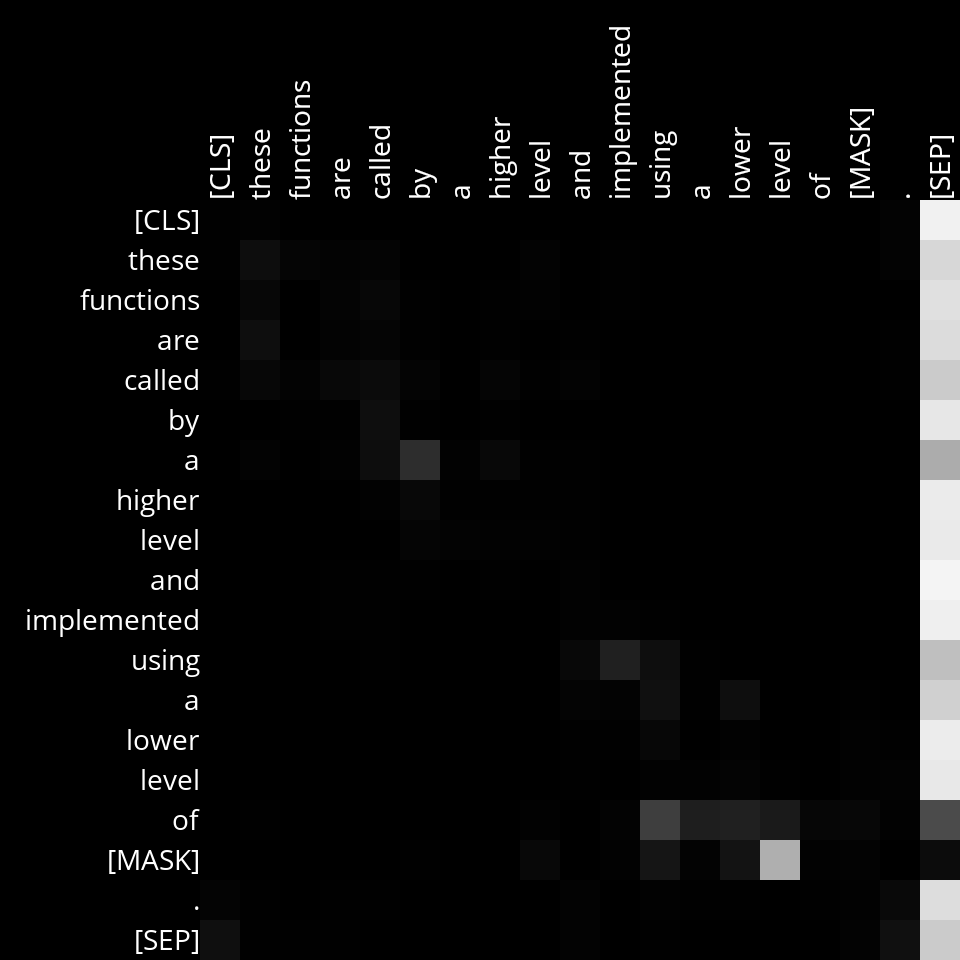 [CLS] these functions are called by a higher level and implemented using a lower level of [MASK] . [SEP]
[CLS]
these
functions
are
called
by
a
higher
level
and
implemented
using
a
lower
level
of
[MASK]
.
[SEP]